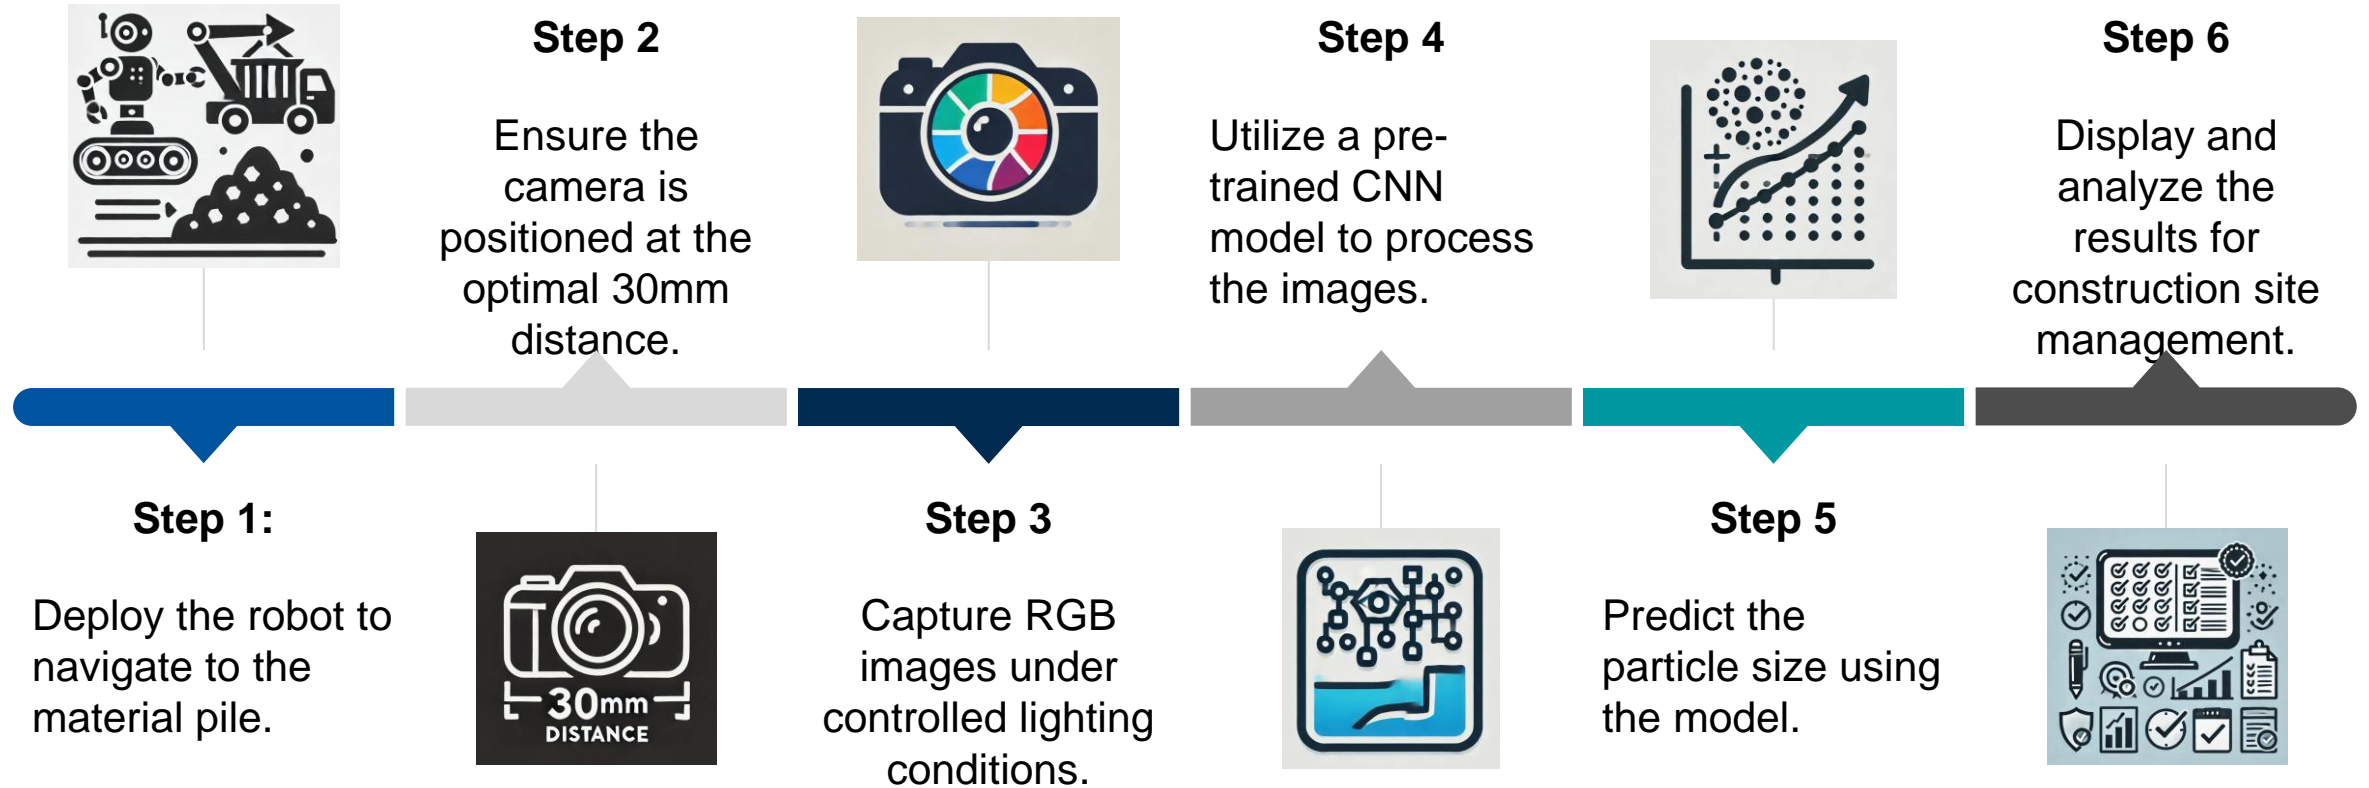 Step 1:
Deploy the robot to
navigate to the
material pile.
Step 2
Ensure the
camera is
positioned at the
optimal 30mm
distance.
30mm
DISTANCE
Step 3
Capture RGB
images under
controlled lighting
conditions.
Step 4
Utilize a pre-
trained CNN
model to process
the images.
Step 5
Predict the
particle size using
the model.
Step 6
Display and
analyze the
results for
construction site
management.